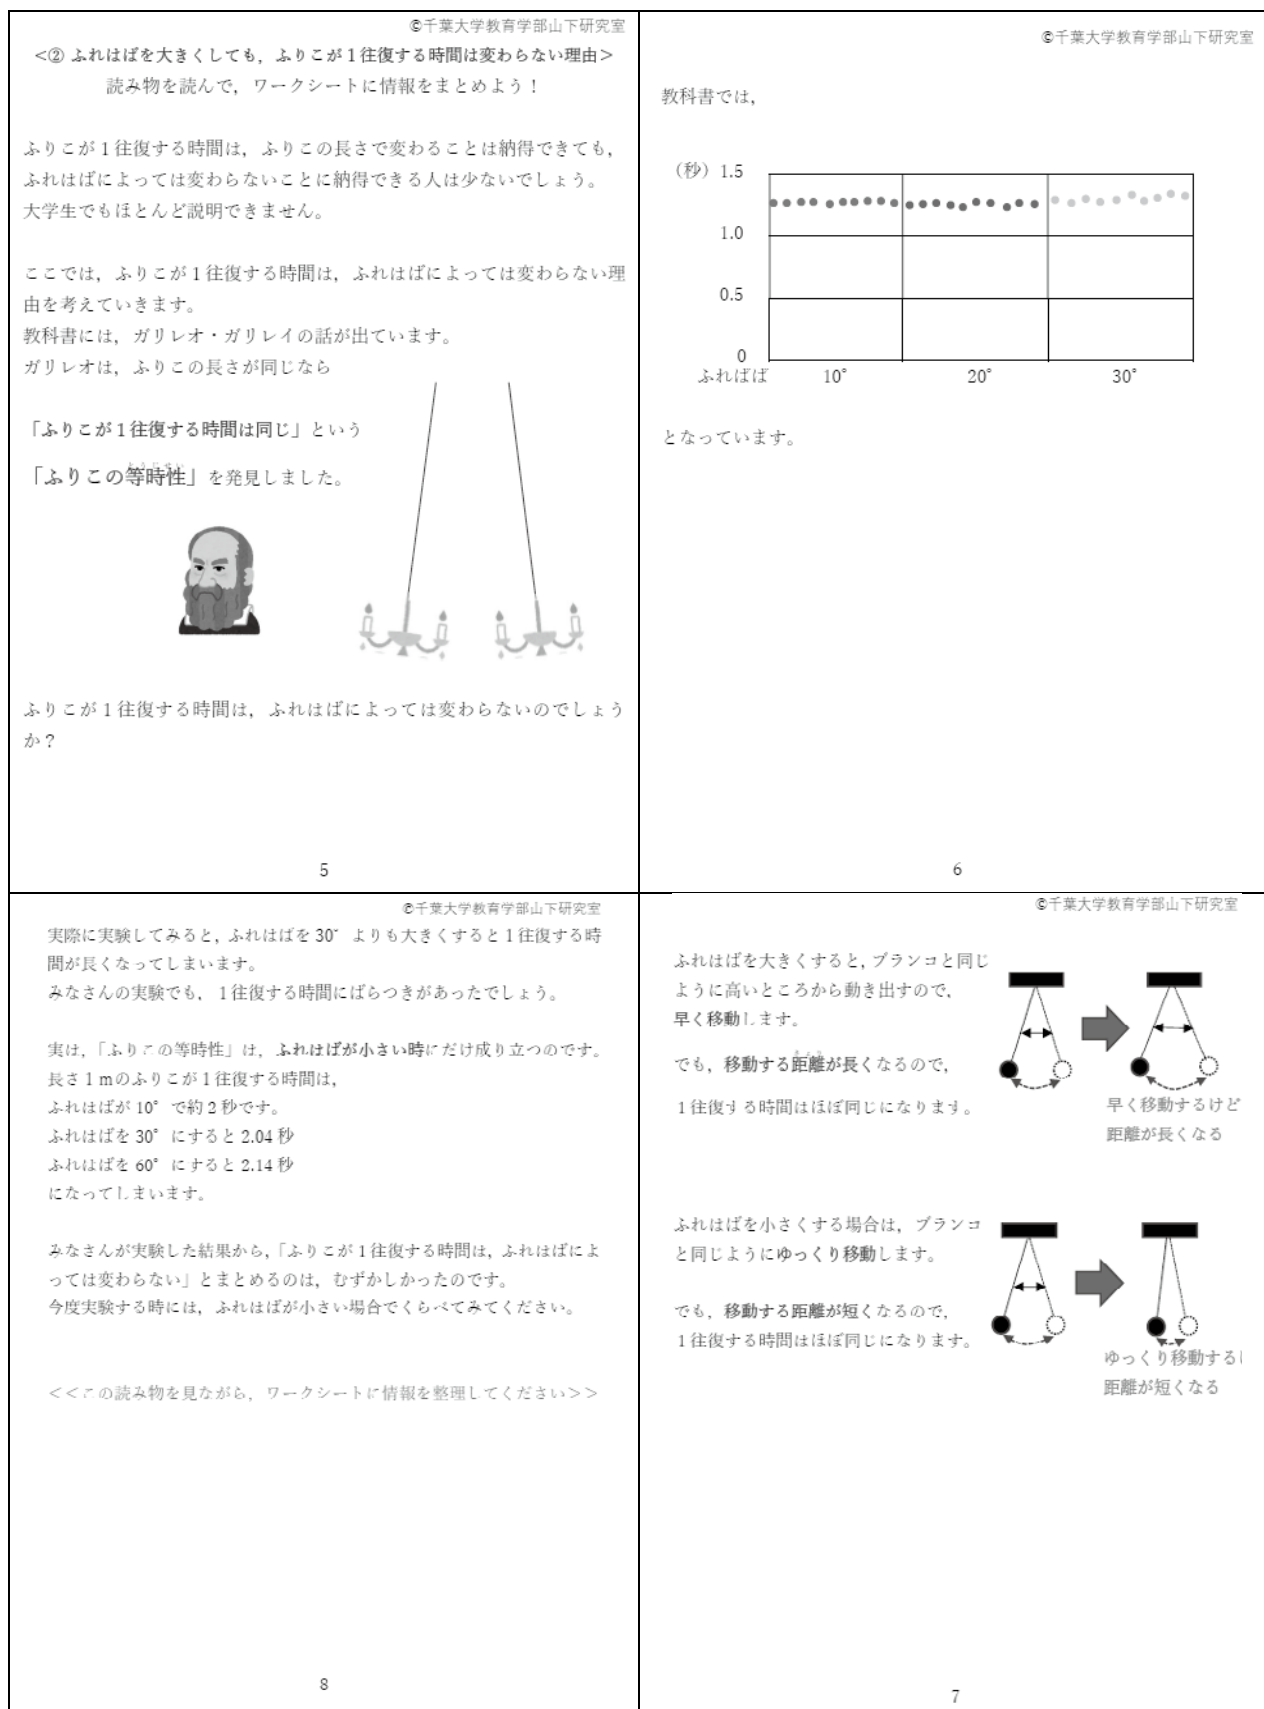 ©千葉大学教育学部山下研究室
<② ふれはばを大きくしても，ふりこが１往復する時間は変わらない理由>
読み物を読んで，ワークシートに情報をまとめよう！
ふりこが１往復する時間は，ふりこの長さで変わることは納得できても，
ふれはばによっては変わらないことに納得できる人は少ないでしょう。
大学生でもほとんど説明できません。
ここでは，ふりこが１往復する時間は，ふれはばによっては変わらない理
由を考えていきます。
教科書には，ガリレオ・ガリレイの話が出ています。
ガリレオは，ふりこの長さが同じなら
「ふりこが１往復する時間は同じ」という
「ふりこの等時性」を発見しました。
ふりこが１往復する時間は，ふれはばによっては変わらないのでしょう
か？
5
©千葉大学教育学部山下研究室
教科書では，
（秒）1.5
1.0
0.5
0
ふればば 10° 20° 30°
となっています。
6
©千葉大学教育学部山下研究室
ふれはばを大きくすると，ブランコと同じ
ように高いところから動き出すので，
早く移動します。
でも，移動する距離が長くなるので，
１往復する時間はほぼ同じになります。
早く移動するけど
距離が長くなる
ふれはばを小さくする場合は，ブランコ
と同じようにゆっくり移動します。
でも，移動する距離が短くなるので，
１往復する時間はほぼ同じになります。
ゆっくり移動する
距離が短くなる
7
©千葉大学教育学部山下研究室
実際に実験してみると，ふれはばを 30° よりも大きくすると１往復する時
間が長くなってしまいます。
みなさんの実験でも，１往復する時間にばらつきがあったでしょう。
実は，「ふりこの等時性」は，ふれはばが小さい時にだけ成り立つのです。
長さ１ｍのふりこが１往復する時間は，
ふれはばが 10° で約２秒です。
ふれはばを 30° にすると 2.04 秒
ふれはばを 60° にすると 2.14 秒
になってしまいます。
みなさんが実験した結果から，「ふりこが１往復する時間は，ふれはばによ
っては変わらない」とまとめるのは，むずかしかったのです。
今度実験する時には，ふれはばが小さい場合でくらべてみてください。
<<この読み物を見ながら，ワークシートに情報を整理してください>>
8